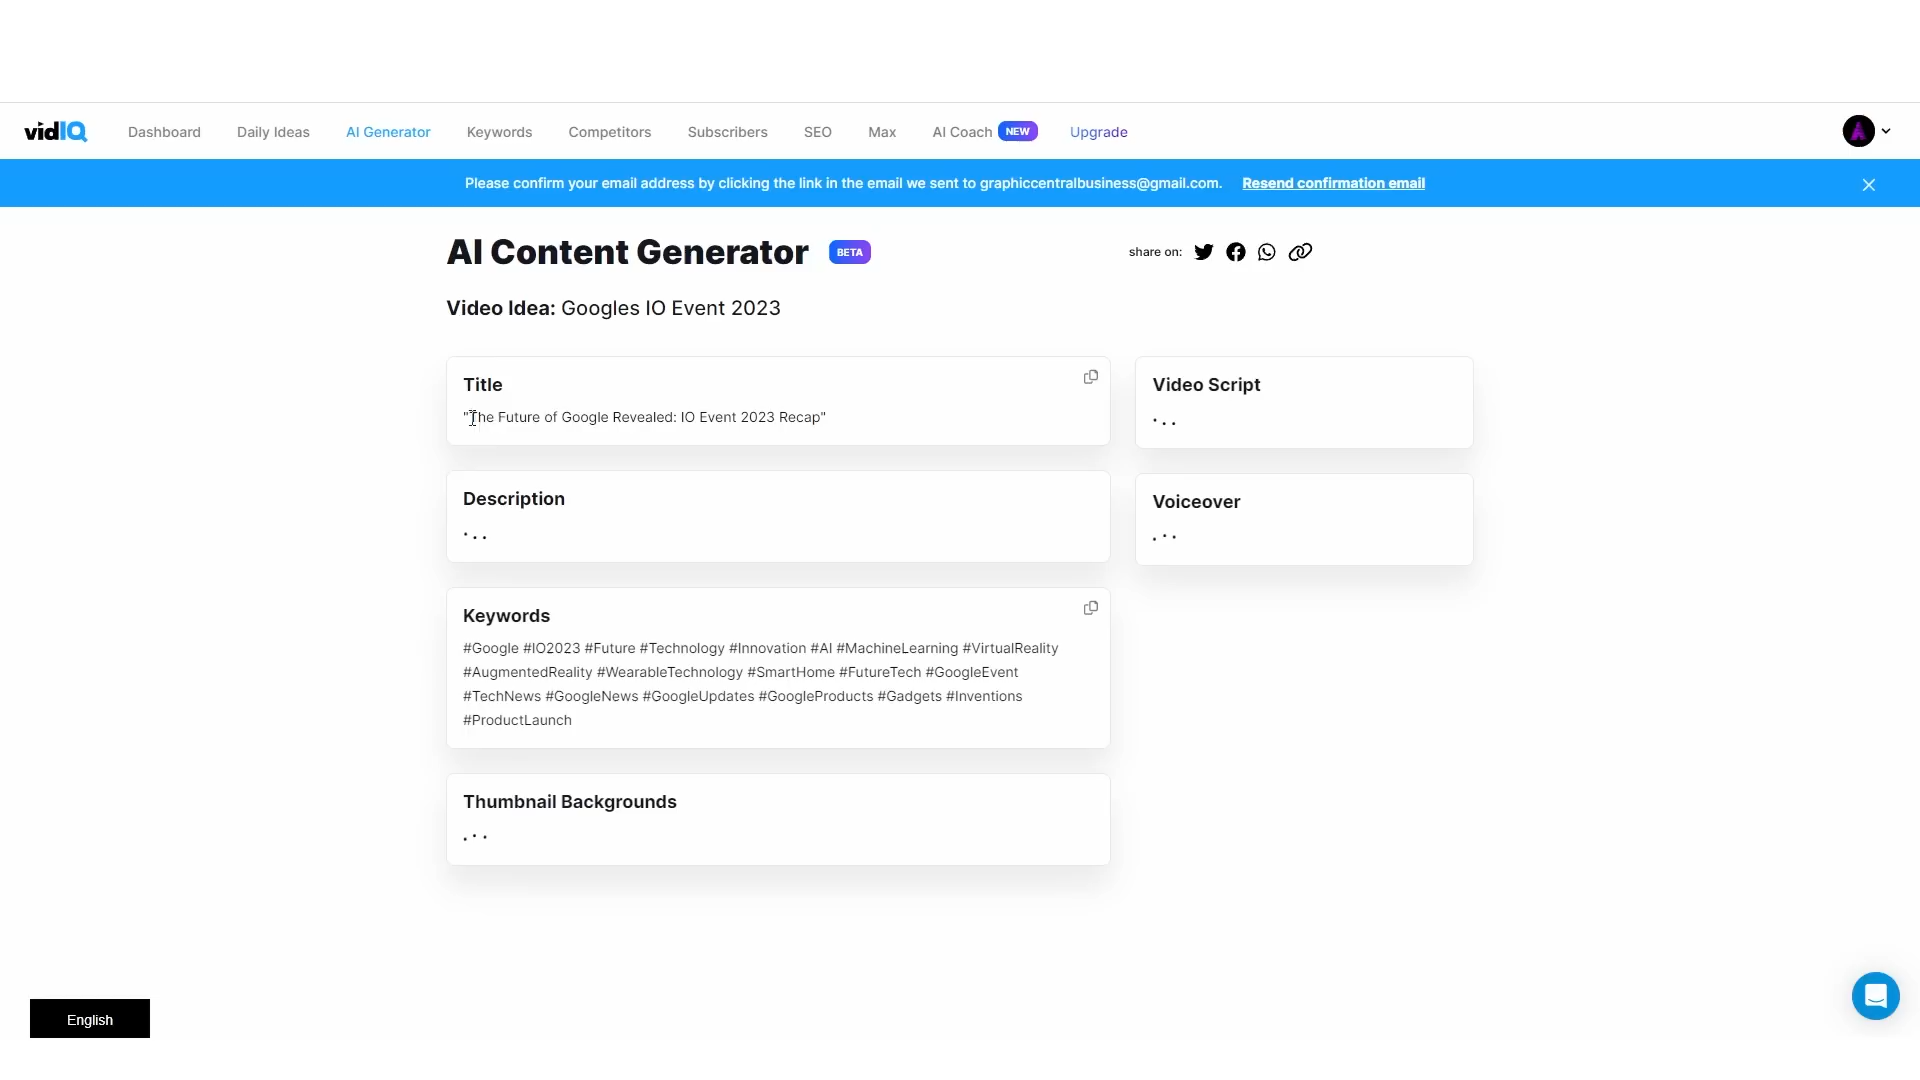 vidIQ
Dashboard
Daily Ideas
AI Generator
Keywords
Competitors
Subscribers
SEO
Max
AI Coach NEW
Upgrade
Please confirm your email address by clicking the link in the email we sent to graphiccentralbusiness@gmail.com. Resend confirmation email
AI Content Generator BETA
share on:
Video Idea: Googles IO Event 2023
Title
"The Future of Google Revealed: IO Event 2023 Recap"
Video Script
Description
Voiceover
Keywords
#Google #IO2023 #Future #Technology #Innovation #AI #MachineLearning #VirtualReality
#AugmentedReality #WearableTechnology #SmartHome #FutureTech #GoogleEvent
#TechNews #GoogleNews #GoogleUpdates #GoogleProducts #Gadgets #Inventions
#ProductLaunch
Thumbnail Backgrounds
English